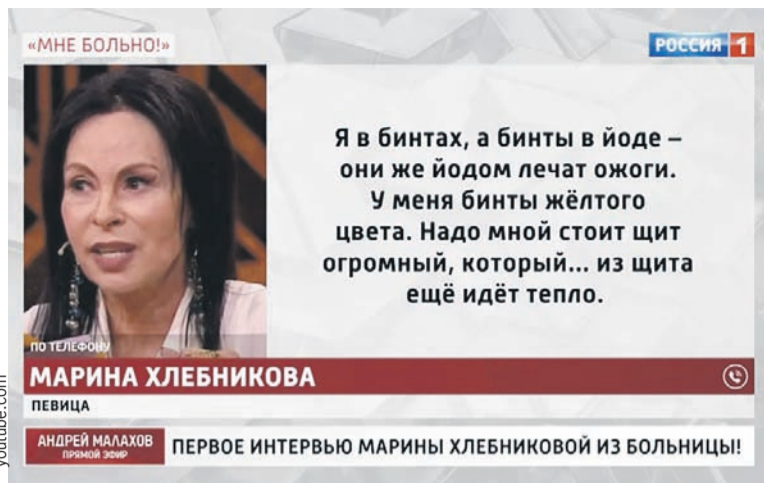 «МНЕ БОЛЬНО!»
РОССИЯ 1
Я в бинтах, а бинты в йоде –
они же йодом лечат ожоги.
У меня бинты жёлтого
цвета. Надо мной стоит щит
огромный, который... из щита
ещё идёт тепло.
ПО ТЕЛЕФОНУ
МАРИНА ХЛЕБНИКОВА
ПЕВИЦА
АНДРЕЙ МАЛАХОВ
ПРЯМОЙ ЭФИР
ПЕРВОЕ ИНТЕРВЬЮ МАРИНЫ ХЛЕБНИКОВОЙ ИЗ БОЛЬНИЦЫ!
youtube.com